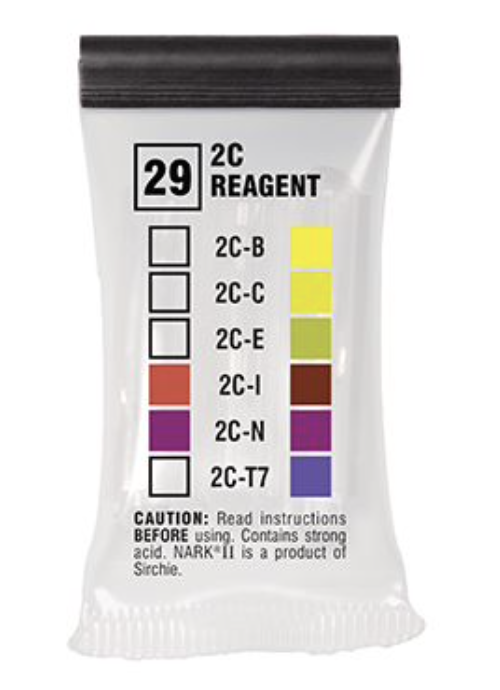 29
2C
REAGENT
2C-B
2C-C
2C-E
2C-I
2C-N
2C-T7
CAUTION: Read instructions
BEFORE using. Contains strong
acid. NARK®II is a product of
Sirchie.